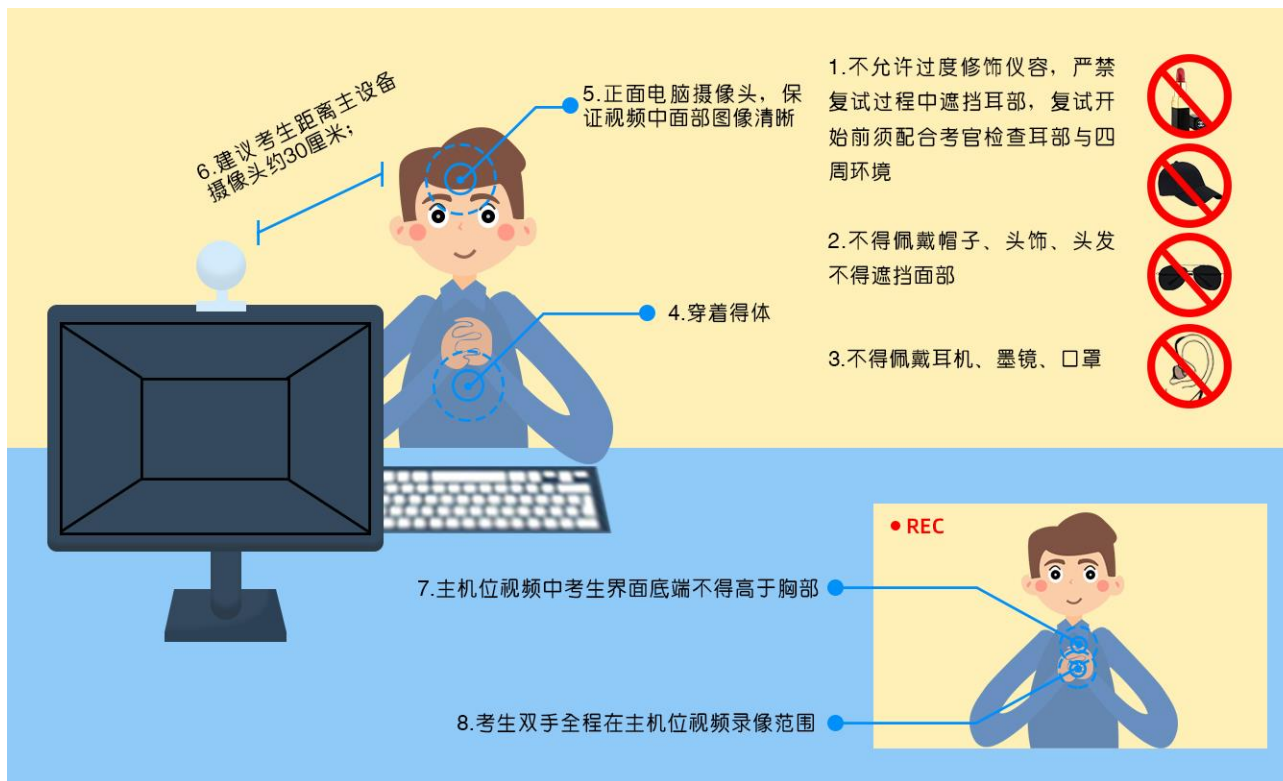 1.不允许过度修饰仪容，严禁
复试过程中遮挡耳部，复试开
始前须配合考官检查耳部与四
周环境
2.不得佩戴帽子、头饰、头发
不得遮挡面部
3.不得佩戴耳机、墨镜、口罩
4.穿着得体
5.正面电脑摄像头，保
证视频中面部图像清晰
6.建议考生距离主设备
摄像头约30厘米；
REC
7.主机位视频中考生界面底端不得高于胸部
8.考生双手全程在主机位视频录像范围